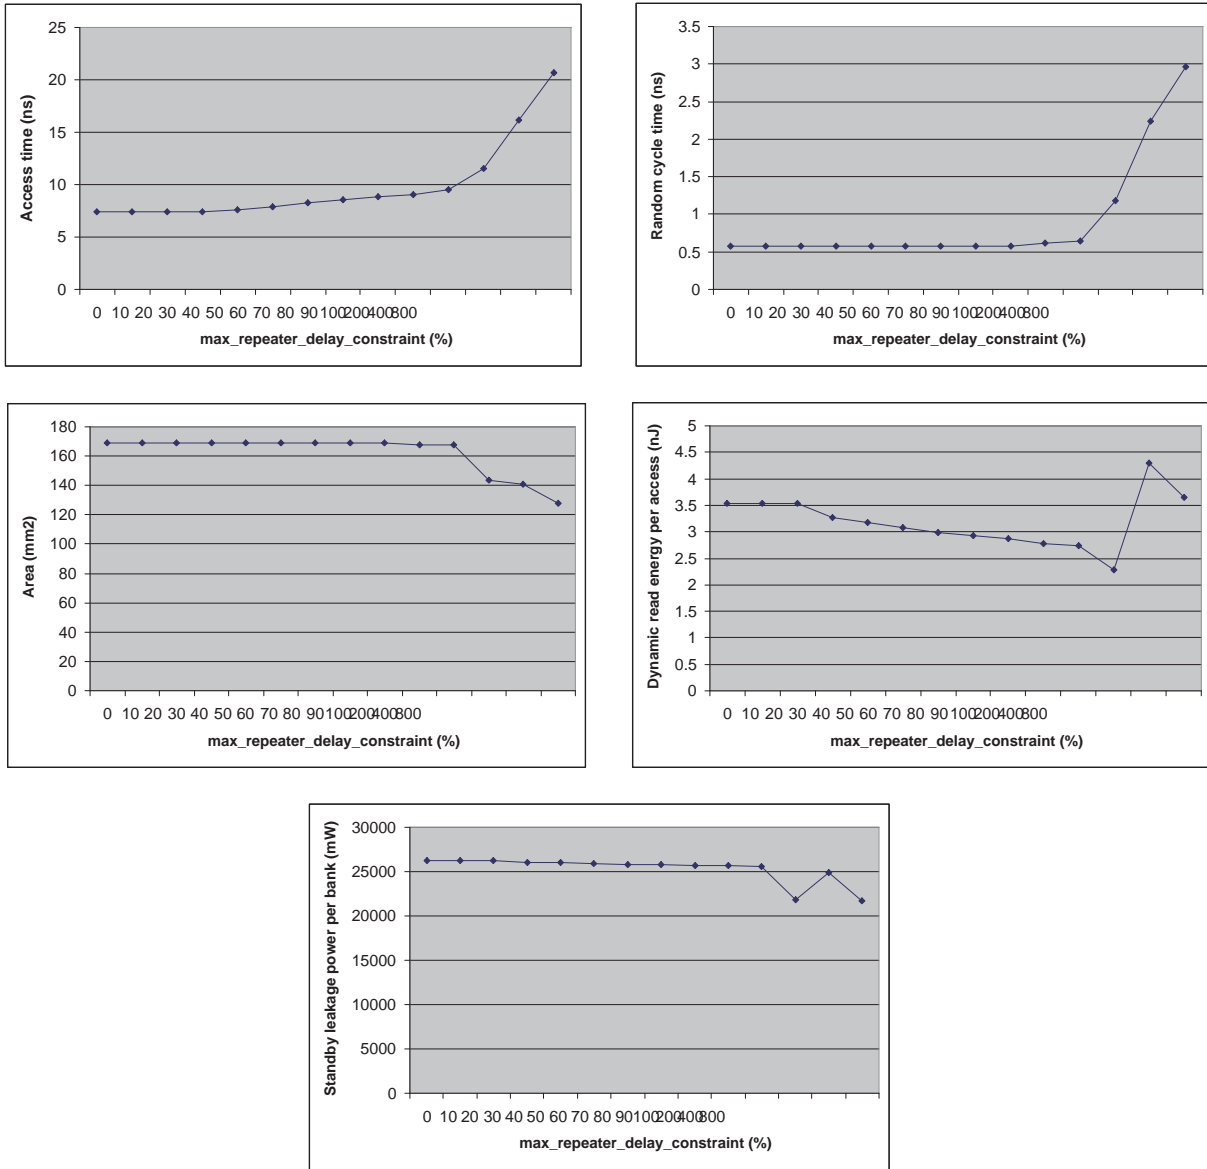 Access time (ns)
25
20
15
10
5
0
0 10 20 30 40 50 60 70 80 90 100 200 400 800
max_repeater_delay_constraint (%)
Random cycle time (ns)
3.5
3
2.5
2
1.5
1
0.5
0
0 10 20 30 40 50 60 70 80 90 100 200 400 800
max_repeater_delay_constraint (%)
Area (mm2)
180
160
140
120
100
80
60
40
20
0
0 10 20 30 40 50 60 70 80 90 100 200 400 800
max_repeater_delay_constraint (%)
Dynamic read energy per access (nJ)
5
4.5
4
3.5
3
2.5
2
1.5
1
0.5
0
0 10 20 30 40 50 60 70 80 90 100 200 400 800
max_repeater_delay_constraint (%)
Standby leakage power per bank (mW)
30000
25000
20000
15000
10000
5000
0
0 10 20 30 40 50 60 70 80 90 100 200 400 800
max_repeater_delay_constraint (%)